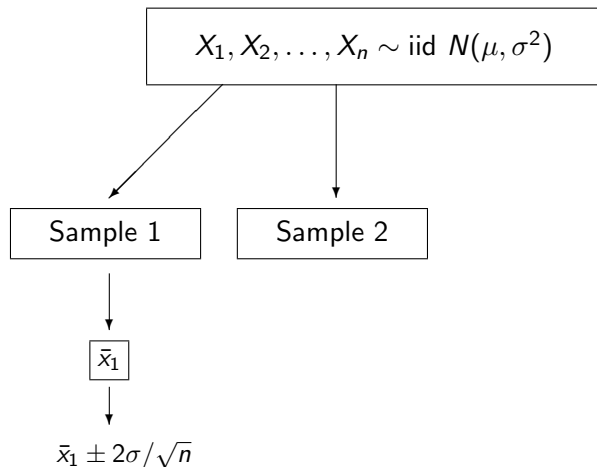 X₁, X₂, . . . , Xₙ ∼ iid N(μ, σ²)
Sample 1
Sample 2
x̄₁
x̄₁ ± 2σ/√n